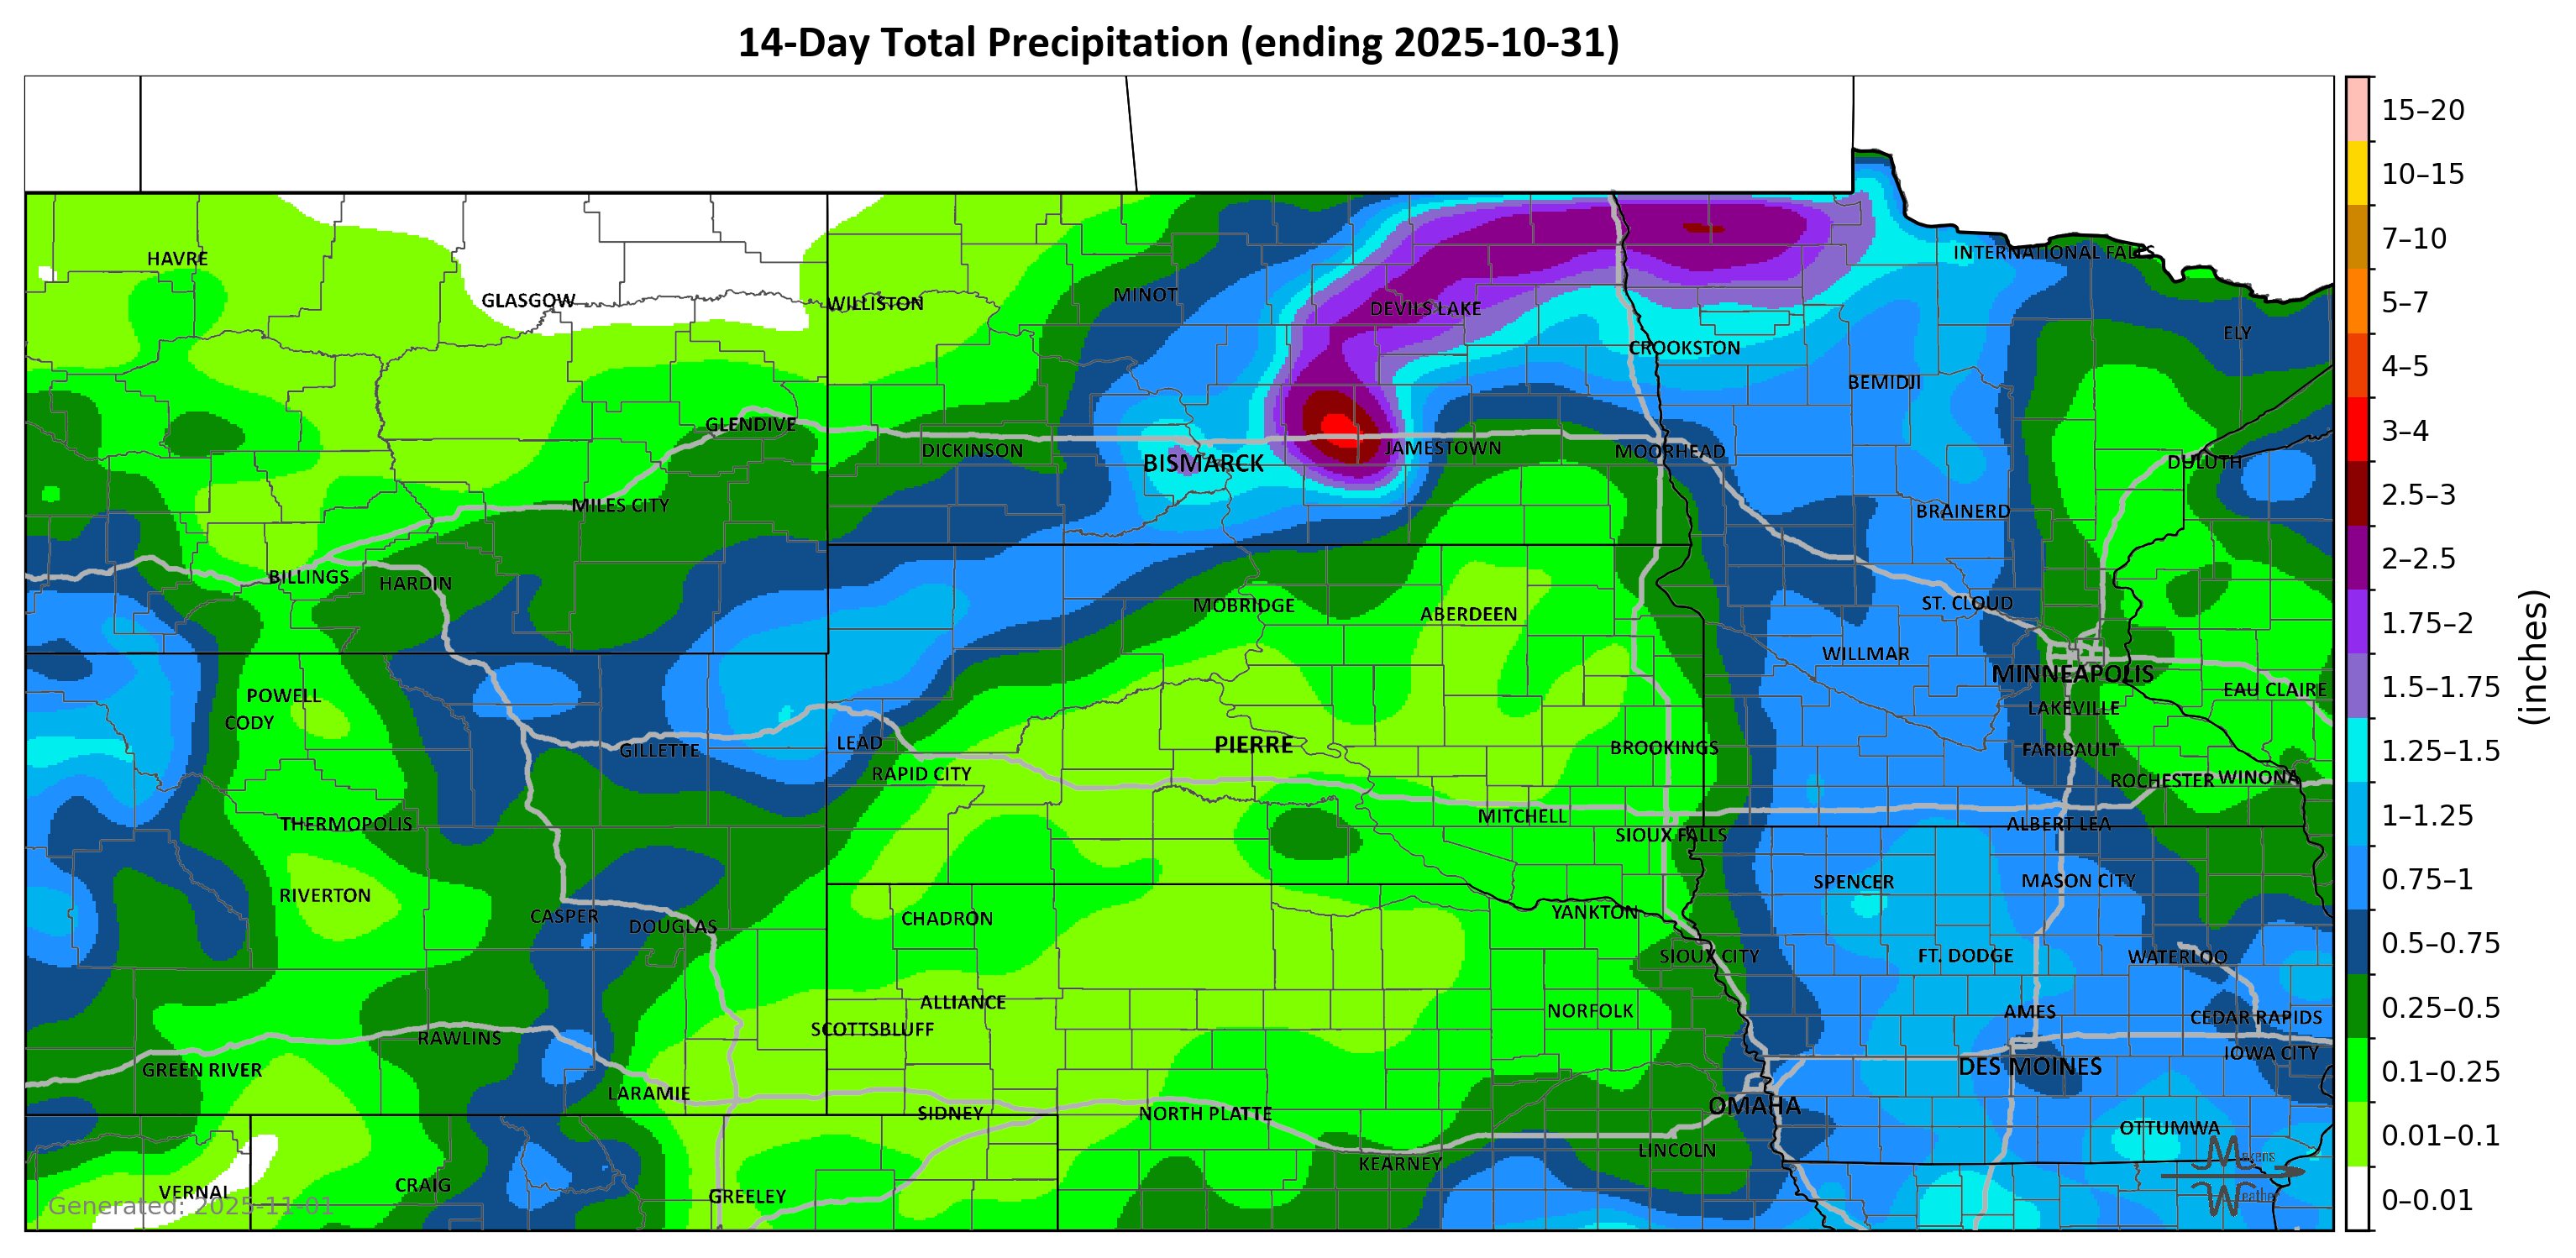 14-Day Total Precipitation (ending 2025-10-31)
15–20
10–15
7–10
5–7
4–5
3–4
2.5–3
2–2.5
1.75–2
1.5–1.75
1.25–1.5
1–1.25
0.75–1
0.5–0.75
0.25–0.5
0.1–0.25
0.01–0.1
0–0.01
(inches)
HAVRE
INTERNATIONAL FALLS
GLASGOW
WILLISTON
MINOT
DEVILS LAKE
ELY
CROOKSTON
BEMIDJI
GLENDIVE
DICKINSON
BISMARCK
JAMESTOWN
MOORHEAD
DULUTH
MILES CITY
BRAINERD
BILLINGS
HARDIN
MOBRIDGE
ABERDEEN
ST. CLOUD
WILLMAR
MINNEAPOLIS
POWELL
EAU CLAIRE
CODY
LAKEVILLE
GILLETTE
LEAD
PIERRE
BROOKINGS
FARIBAULT
RAPID CITY
ROCHESTER
WINONA
THERMOPOLIS
MITCHELL
SIOUX FALLS
ALBERT LEA
RIVERTON
SPENCER
MASON CITY
CASPER
DOUGLAS
CHADRON
YANKTON
SIOUX CITY
FT. DODGE
WATERLOO
ALLIANCE
NORFOLK
AMES
SCOTTSBLUFF
CEDAR RAPIDS
RAWLINS
IOWA CITY
GREEN RIVER
DES MOINES
LARAMIE
SIDNEY
NORTH PLATTE
OMAHA
OTTUMWA
LINCOLN
KEARNEY
VERNAL
CRAIG
GREELEY
Makens
Weather
Generated: 2025-11-01